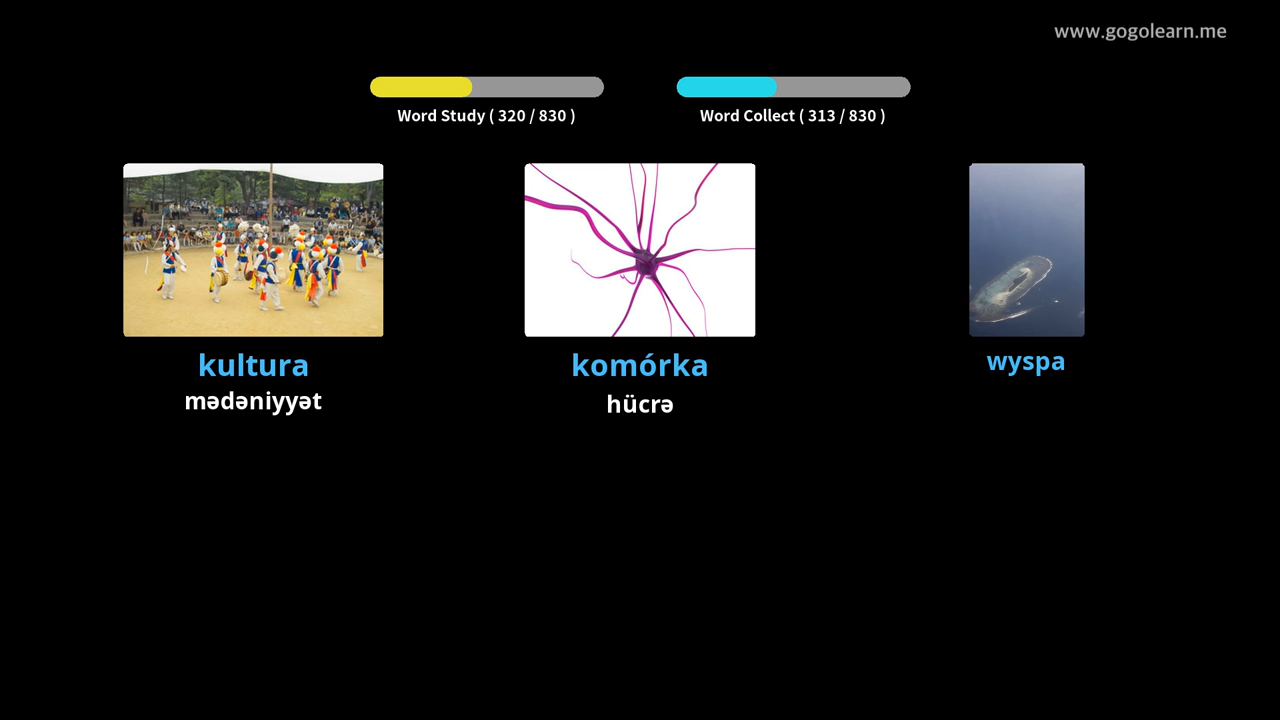 www.gogolearn.me
Word Study ( 320 / 830 )
Word Collect ( 313 / 830 )
kultura
mədəniyyət
komórka
hücrə
wyspa